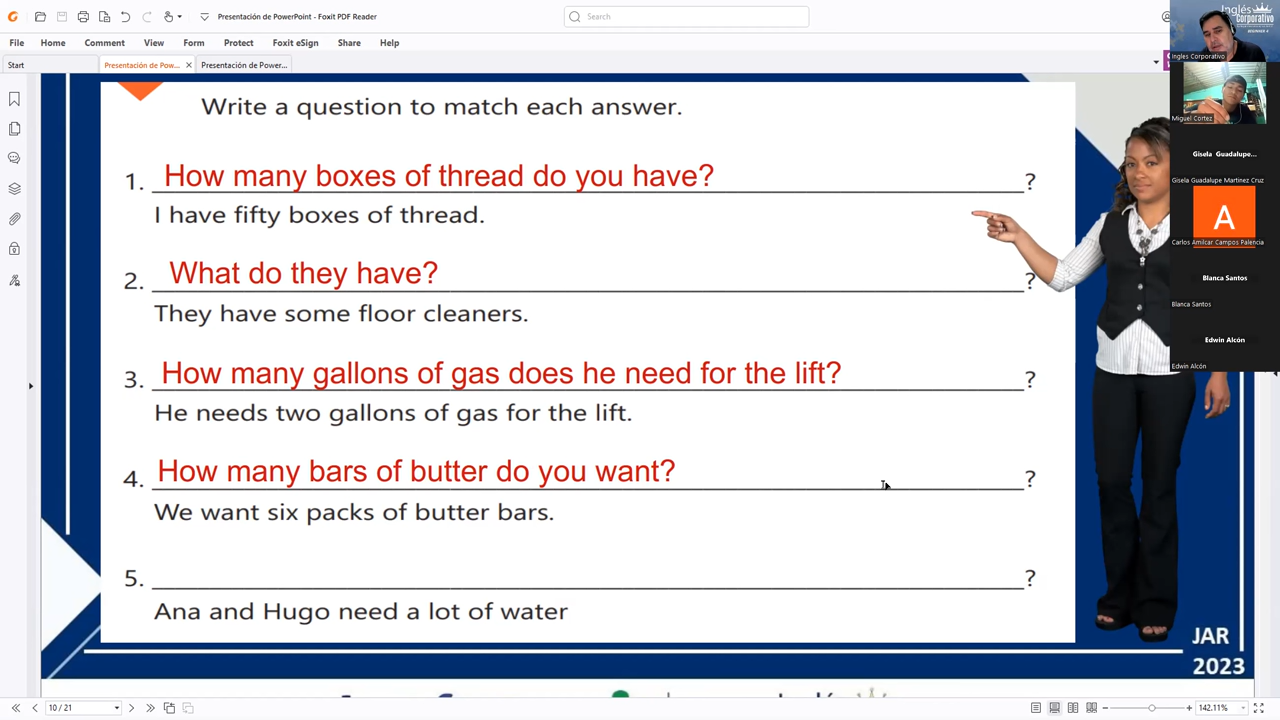 Presentación de PowerPoint - Foxit PDF Reader
Search
File Home Comment View Form Protect Foxit eSign Share Help
Start
Presentación de Pow...
Presentación de Power...
Write a question to match each answer.
1. How many boxes of thread do you have? ?
I have fifty boxes of thread.
2. What do they have? ?
They have some floor cleaners.
3. How many gallons of gas does he need for the lift? ?
He needs two gallons of gas for the lift.
4. How many bars of butter do you want? ?
We want six packs of butter bars.
5. ?
Ana and Hugo need a lot of water
JAR
2023
Inglés
Corporativo
BEGINNER 4
Ingles Corporativo
Miguel Cortez
Gisela Guadalupe...
Gisela Guadalupe Martinez Cruz
A
Carlos Amilcar Campos Palencia
Blanca Santos
Blanca Santos
Edwin Alcón
Edwin Alcón
10 / 21
142.11%